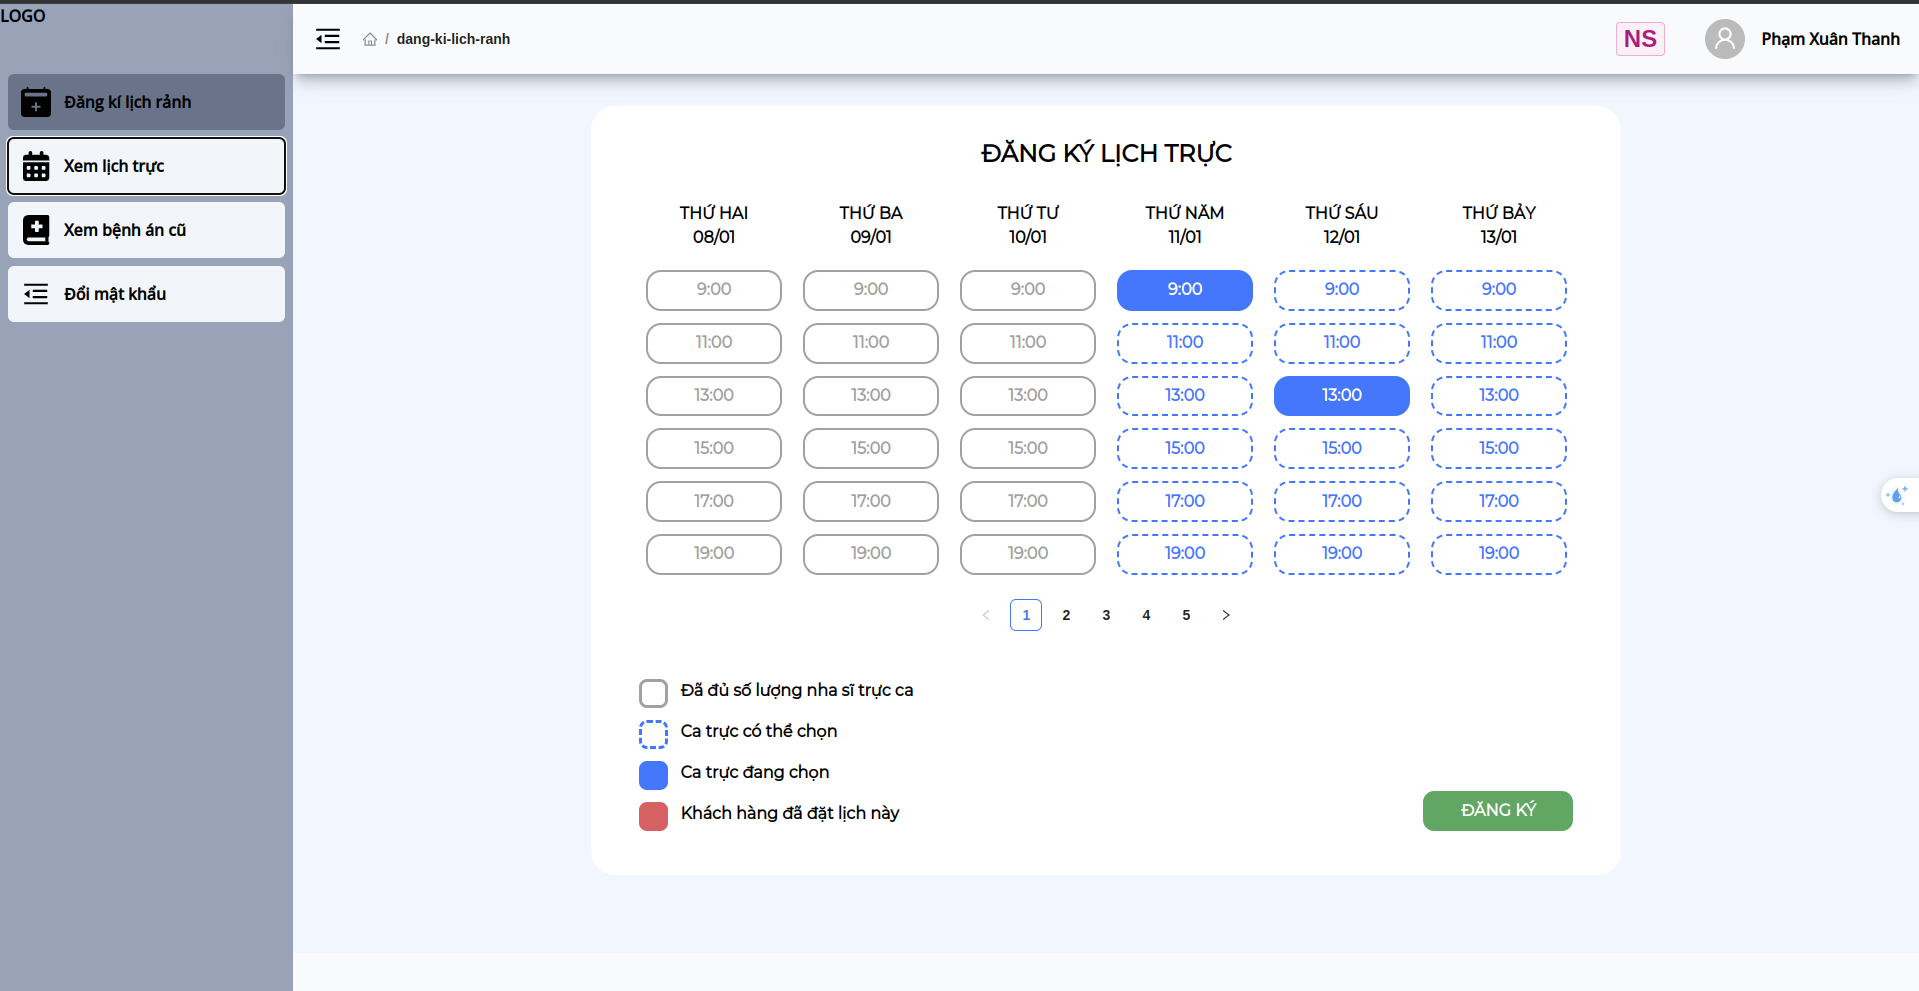 LOGO
/ dang-ki-lich-ranh
NS
Phạm Xuân Thanh
Đăng kí lịch rảnh
Xem lịch trực
Xem bệnh án cũ
Đổi mật khẩu
ĐĂNG KÝ LỊCH TRỰC
THỨ HAI THỨ BA THỨ TƯ THỨ NĂM THỨ SÁU THỨ BẢY
08/01 09/01 10/01 11/01 12/01 13/01
9:00 9:00 9:00 9:00 9:00 9:00
11:00 11:00 11:00 11:00 11:00 11:00
13:00 13:00 13:00 13:00 13:00 13:00
15:00 15:00 15:00 15:00 15:00 15:00
17:00 17:00 17:00 17:00 17:00 17:00
19:00 19:00 19:00 19:00 19:00 19:00
1 2 3 4 5
Đã đủ số lượng nha sĩ trực ca
Ca trực có thể chọn
Ca trực đang chọn
Khách hàng đã đặt lịch này
ĐĂNG KÝ